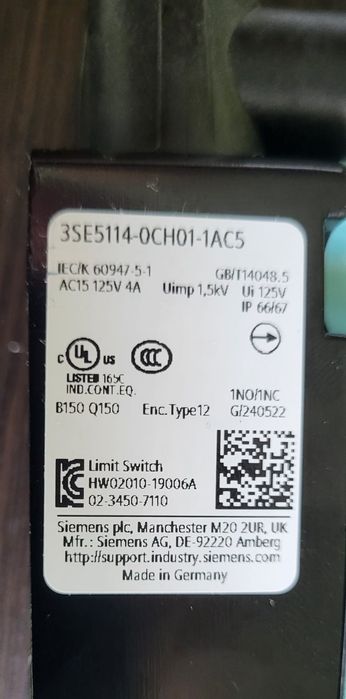 3SE5114-0CH01-1AC5
IEC/K 60947-5-1 GB/T14048.5
AC15 125V 4A Uimp 1,5kV Ui 125V
IP 66/67
c UL US CCC
LISTED 165C
IND.CONT.EQ.
1NO/1NC
B150 Q150 Enc.Type12 G/240522
Limit Switch
HW02010-19006A
02-3450-7110
Siemens plc, Manchester M20 2UR, UK
Mfr.: Siemens AG, DE-92220 Amberg
http://support.industry.siemens.com
Made in Germany